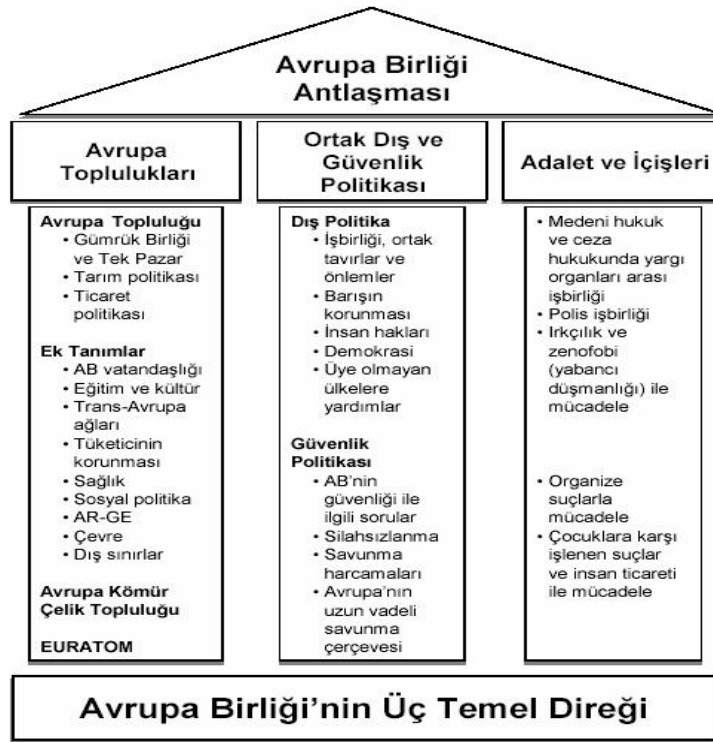 Avrupa Birliği
Antlaşması
Avrupa
Toplulukları
Avrupa Topluluğu
• Gümrük Birliği
ve Tek Pazar
• Tarım politikası
• Ticaret
politikası
Ek Tanımlar
• AB vatandaşlığı
• Eğitim ve kültür
• Trans-Avrupa
ağları
• Tüketicinin
korunması
• Sağlık
• Sosyal politika
• AR-GE
• Çevre
• Dış sınırlar
Avrupa Kömür
Çelik Topluluğu
EURATOM
Ortak Dış ve
Güvenlik
Politikası
Dış Politika
• İşbirliği, ortak
tavırlar ve
önlemler
• Barışın
korunması
• İnsan hakları
• Demokrasi
• Üye olmayan
ülkelere
yardımlar
Güvenlik
Politikası
• AB’nin
güvenliği ile
ilgili sorular
• Silahsızlanma
• Savunma
harcamaları
• Avrupa’nın
uzun vadeli
savunma
çerçevesi
Adalet ve İçişleri
• Medeni hukuk
ve ceza
hukukunda yargı
organları arası
işbirliği
• Polis işbirliği
• Irkçılık ve
zenofobi
(yabancı
düşmanlığı) ile
mücadele
• Organize
suçlarla
mücadele
• Çocuklara karşı
işlenen suçlar
ve insan ticareti
ile mücadele
Avrupa Birliği’nin Üç Temel Direği